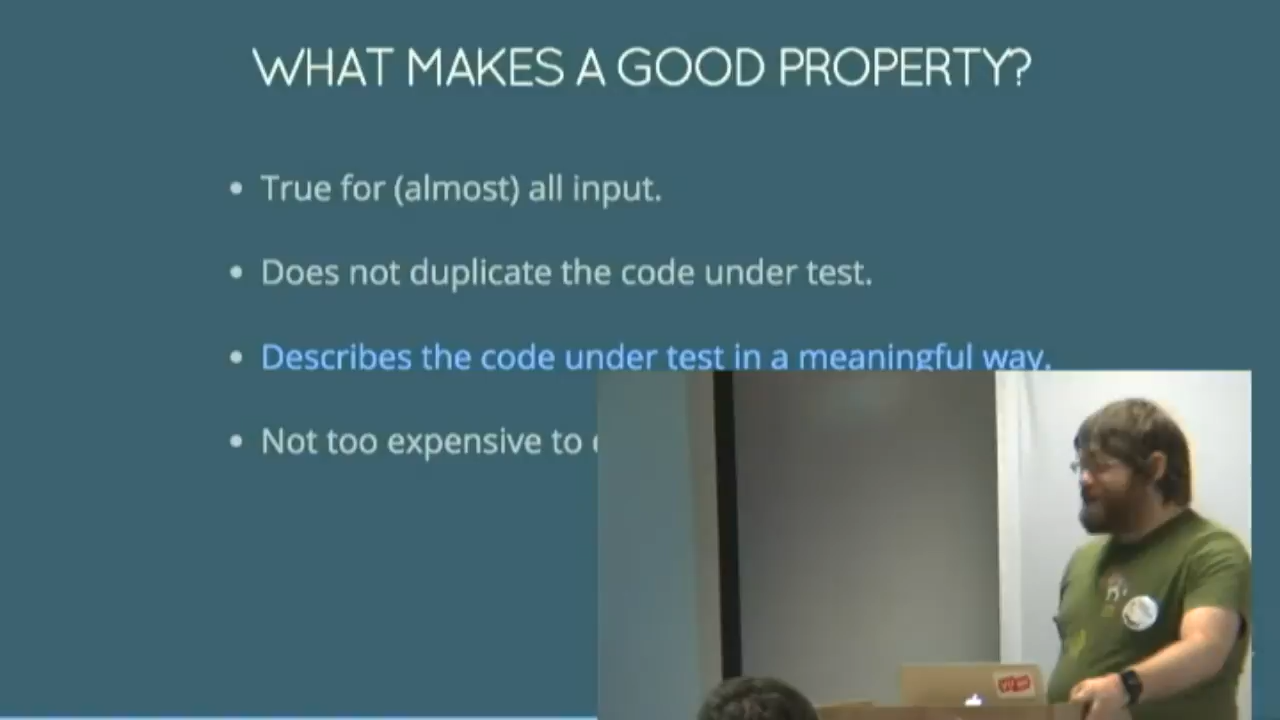 WHAT MAKES A GOOD PROPERTY?
True for (almost) all input.
Does not duplicate the code under test.
Describes the code under test in a meaningful way.
Not too expensive to